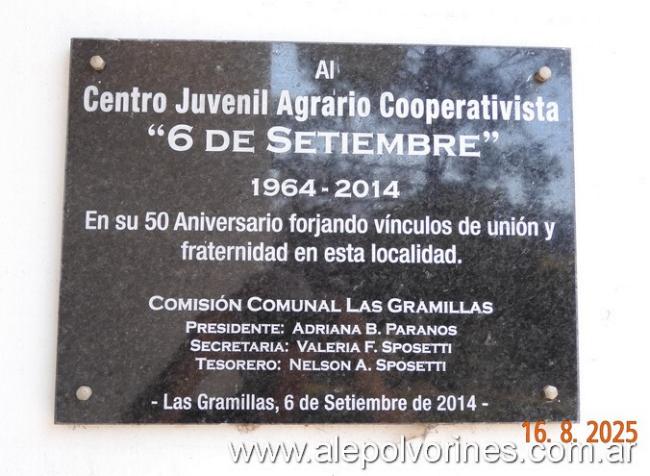 Al
Centro Juvenil Agrario Cooperativista
“6 DE SETIEMBRE”
1964 - 2014
En su 50 Aniversario forjando vínculos de unión y
fraternidad en esta localidad.
COMISIÓN COMUNAL LAS GRAMILLAS
PRESIDENTE: ADRIANA B. PARANOS
SECRETARIA: VALERIA F. SPOSETTI
TESORERO: NELSON A. SPOSETTI
- Las Gramillas, 6 de Setiembre de 2014 -
16. 8. 2025
www.alepolvorines.com.ar